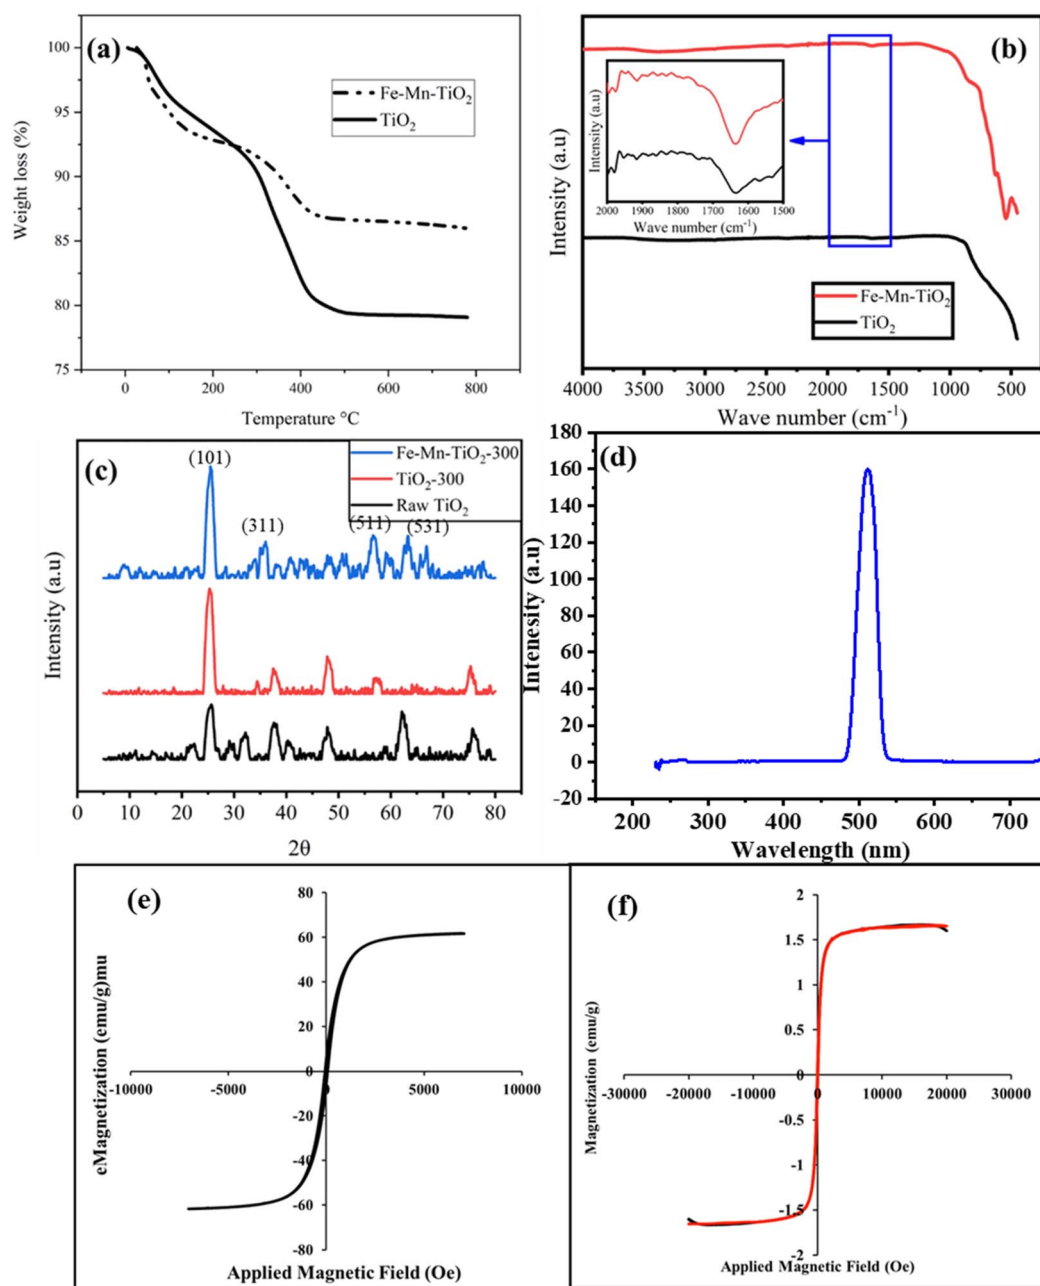 (a)
100
95
90
85
80
75
Weight loss (%)
Fe-Mn-TiO₂
TiO₂
0 200 400 600 800
Temperature °C
(b)
Intensity (a.u)
Intensity (a.u)
2000 1900 1800 1700 1600 1500
Wave number (cm⁻¹)
Fe-Mn-TiO₂
TiO₂
4000 3500 3000 2500 2000 1500 1000 500
Wave number (cm⁻¹)
(c)
Fe-Mn-TiO₂-300
TiO₂-300
Raw TiO₂
(101)
(311)
(511)
(531)
Intensity (a.u)
0 10 20 30 40 50 60 70 80
2θ
(d)
180
160
140
120
100
80
60
40
20
0
-20
Intenesity (a.u)
200 300 400 500 600 700
Wavelength (nm)
(e)
80
60
40
20
0
-20
-40
-60
-80
-10000 -5000 0 5000 10000
eMagnetization (emu/g)mu
Applied Magnetic Field (Oe)
(f)
2
1.5
1
0.5
0
-0.5
-1
-1.5
-2
-30000 -20000 -10000 0 10000 20000 30000
Magnetization (emu/g)
Applied Magnetic Field (Oe)